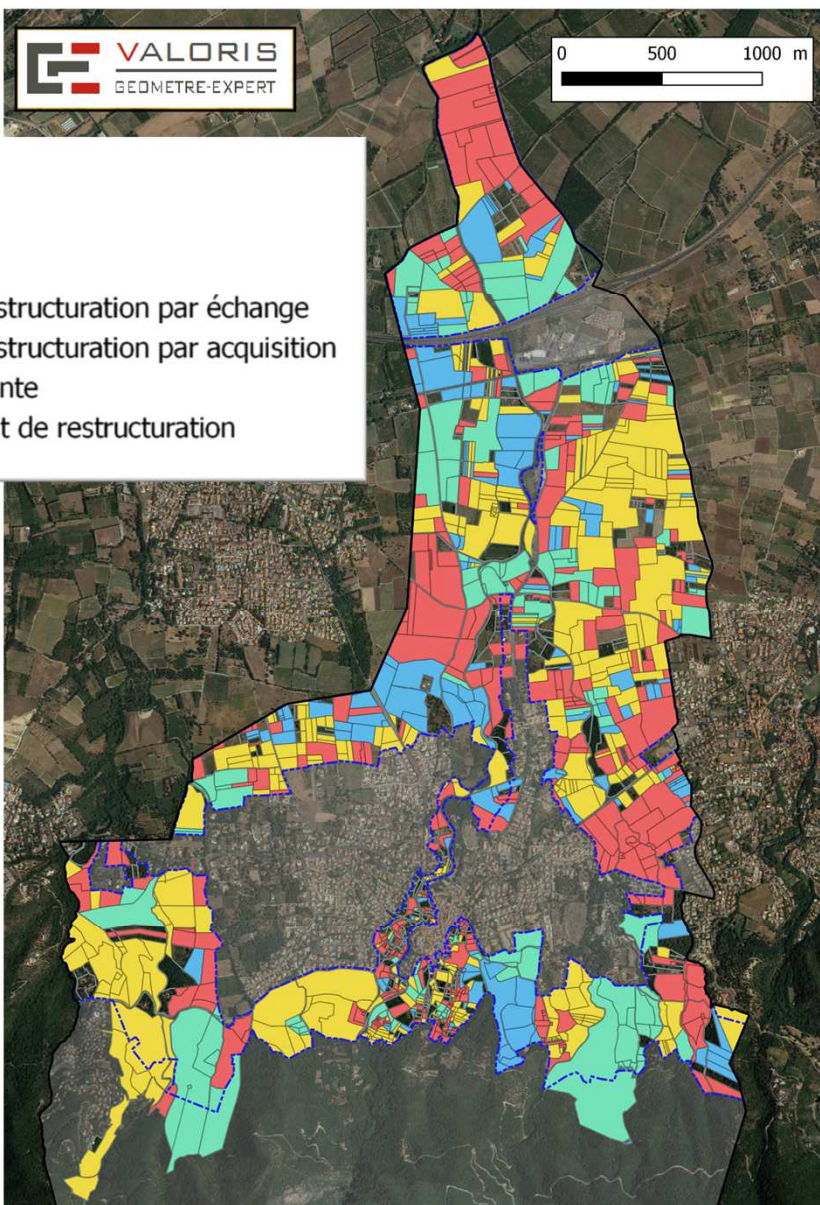 VALORIS
GEOMETRE-EXPERT
0 500 1000 m
structuration par échange
structuration par acquisition
nte
t de restructuration